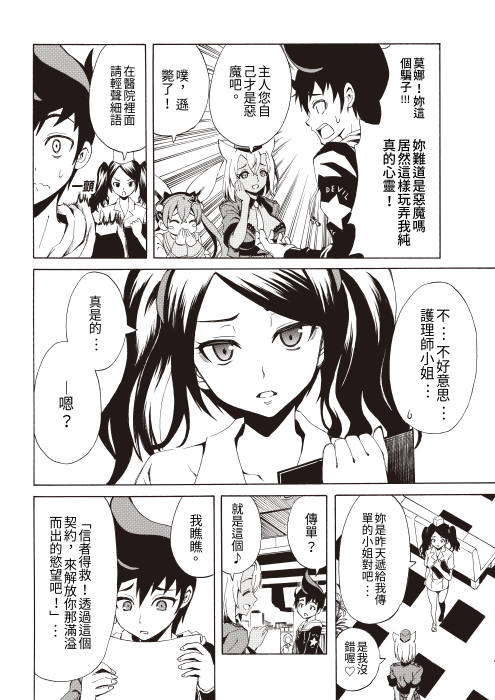 莫娜！妳這
個騙子!!!
妳難道是惡魔嗎
居然這樣玩弄我純
真的心靈！
DEVIL
主人您自
己才是惡
魔吧。
噗，遜
斃了！
在醫院裡面
請輕聲細語
一顫
不…不好意思…
護理師小姐…
真是的…
—嗯？
妳是昨天遞給我傳
單的小姐對吧…
是我沒
錯喔♡
傳單？
就是這個♪
我瞧瞧。
「信者得救！透過這個
契約，來解放你那滿溢
而出的慾望吧！」…